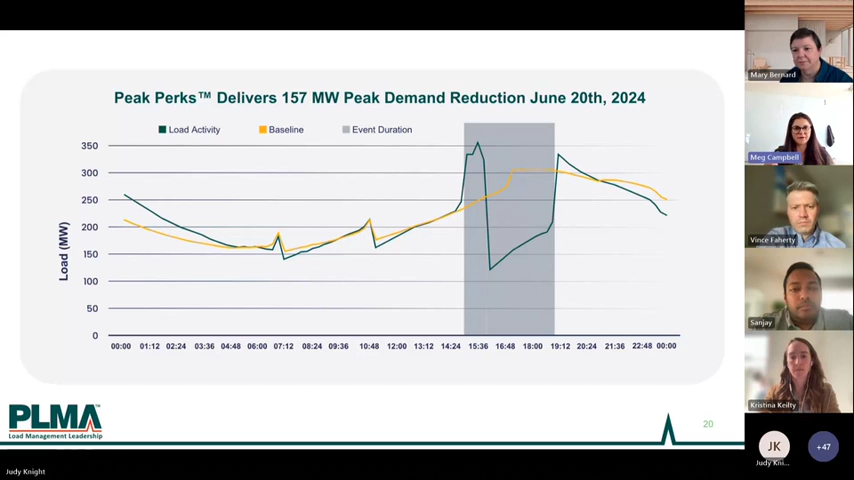 Peak Perks™ Delivers 157 MW Peak Demand Reduction June 20th, 2024
Load Activity
Baseline
Event Duration
Load (MW)
350
300
250
200
150
100
50
0
00:00 01:12 02:24 03:36 04:48 06:00 07:12 08:24 09:36 10:48 12:00 13:12 14:24 15:36 16:48 18:00 19:12 20:24 21:36 22:48 00:00
PLMA
Load Management Leadership
20
Judy Knight
Mary Bernard
Meg Campbell
Vince Faherty
Sanjay
Kristina Keilty
JK
Judy Kni...
+47